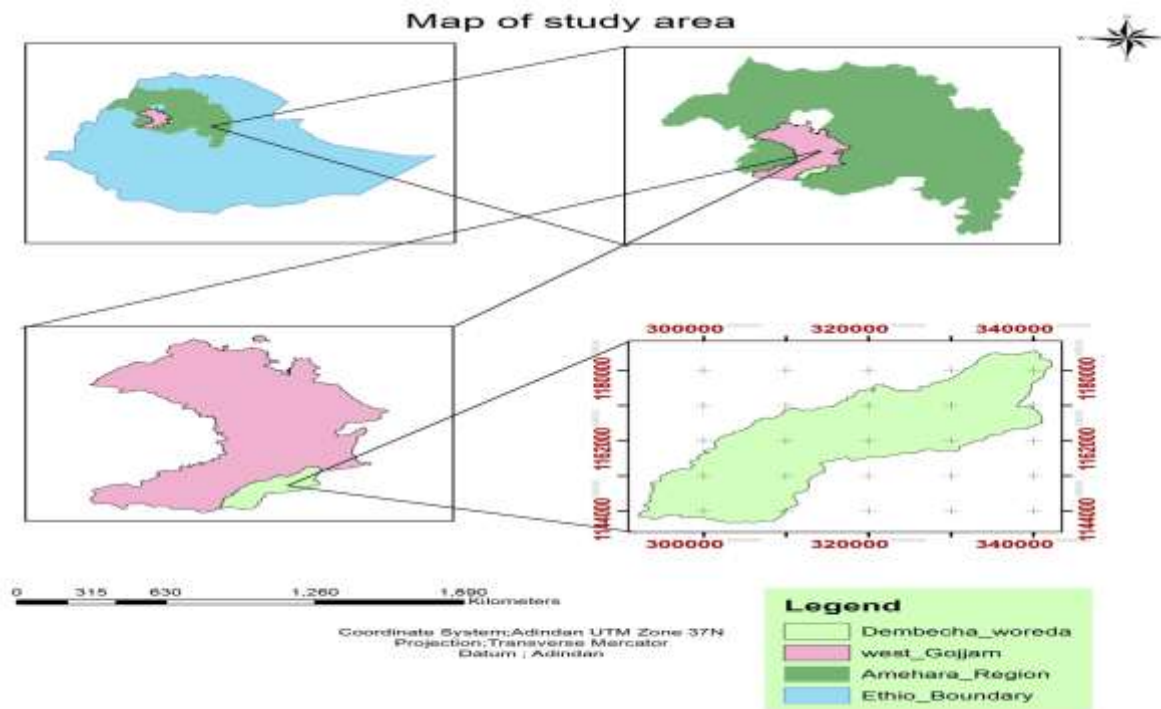 Map of study area
300000 320000 340000
1180000 1180000
1162000 1162000
1144000 1144000
300000 320000 340000
0 315 630 1,260 1,890
Kilometers
Coordinate System;Adindan UTM Zone 37N
Projection;Transverse Mercator
Datum ; Adindan
Legend
Dembecha_woreda
west_Gojjam
Amehara_Region
Ethio_Boundary